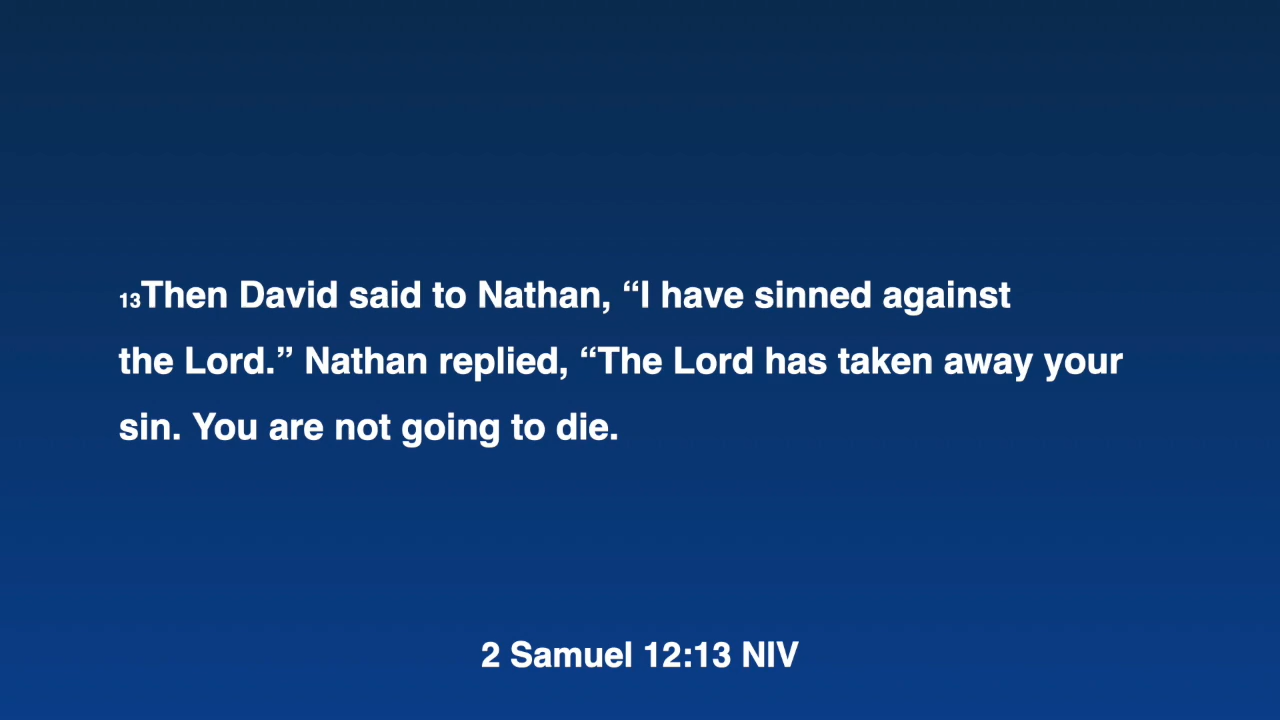 13Then David said to Nathan, “I have sinned against
the Lord.” Nathan replied, “The Lord has taken away your
sin. You are not going to die.
2 Samuel 12:13 NIV